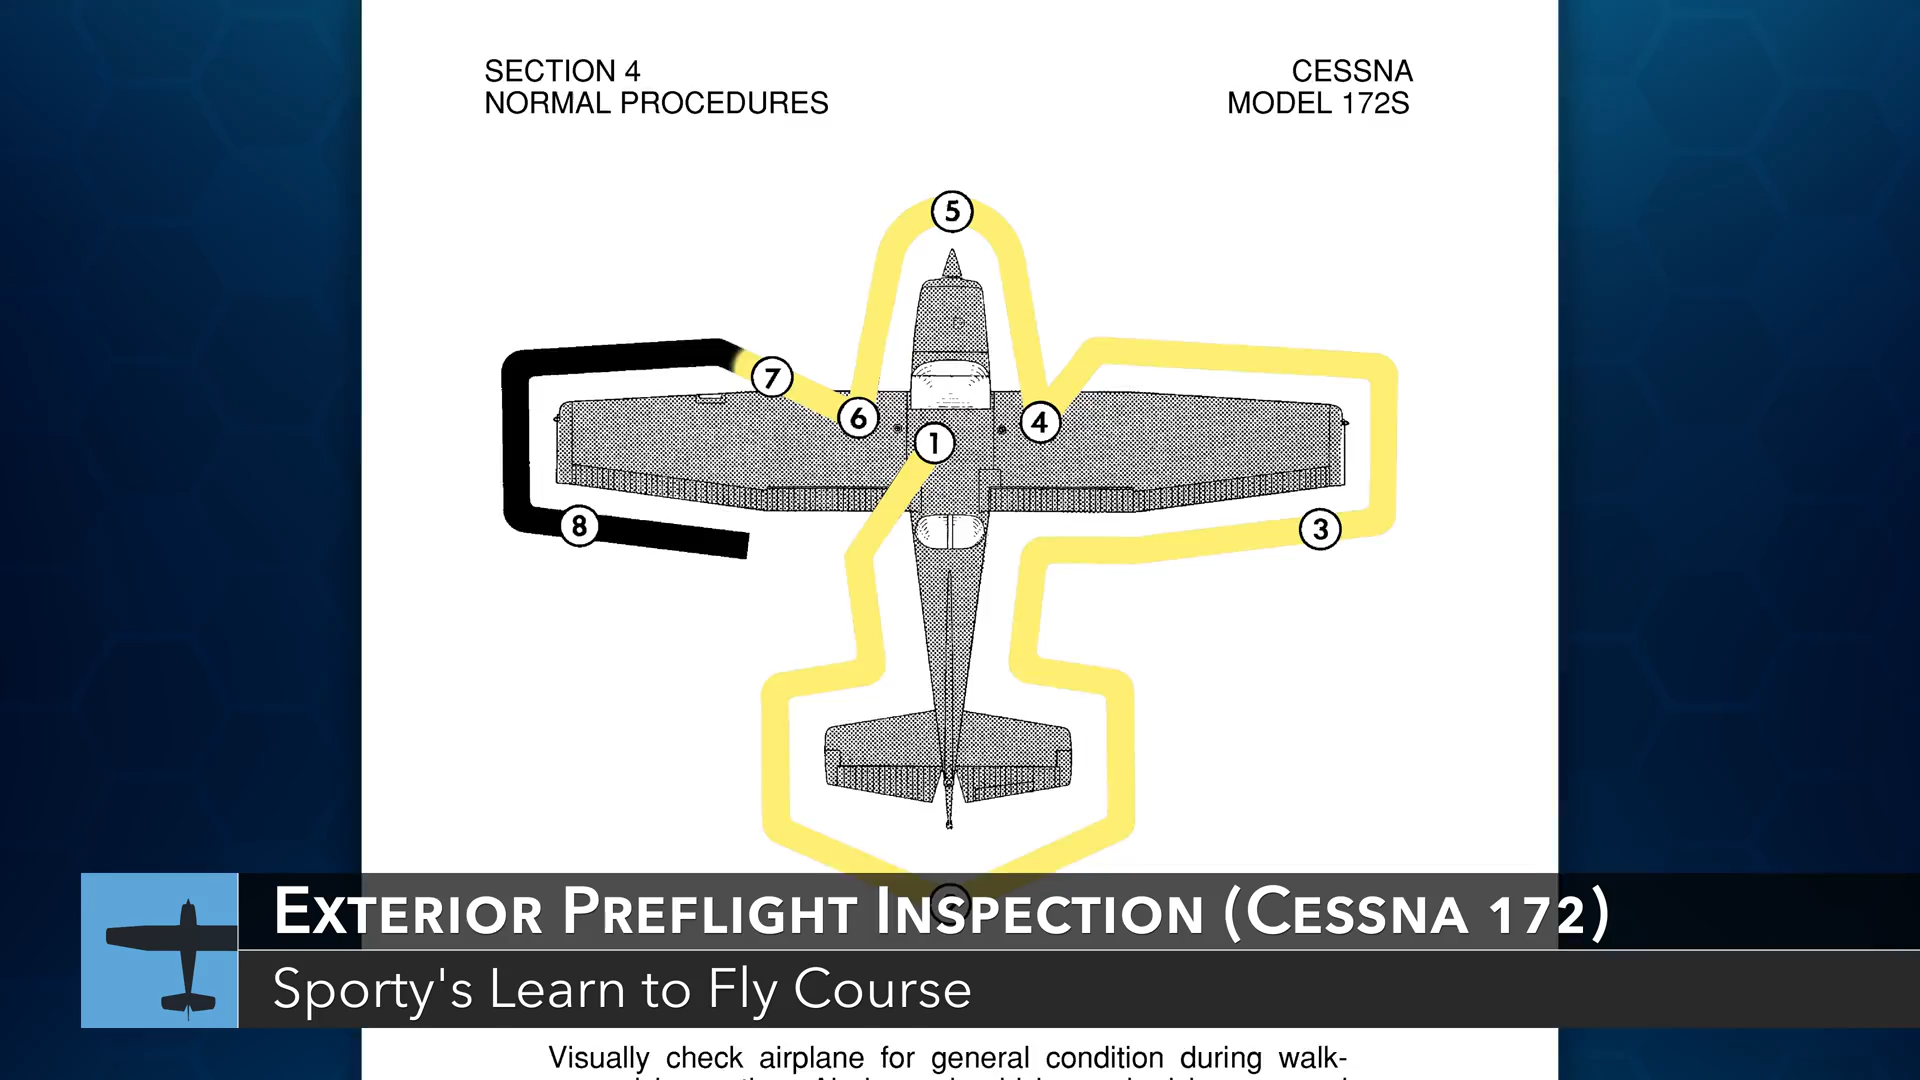 SECTION 4
NORMAL PROCEDURES
CESSNA
MODEL 172S
5
7
6
4
1
8
3
EXTERIOR PREFLIGHT INSPECTION (CESSNA 172)
Sporty's Learn to Fly Course
Visually check airplane for general condition during walk-